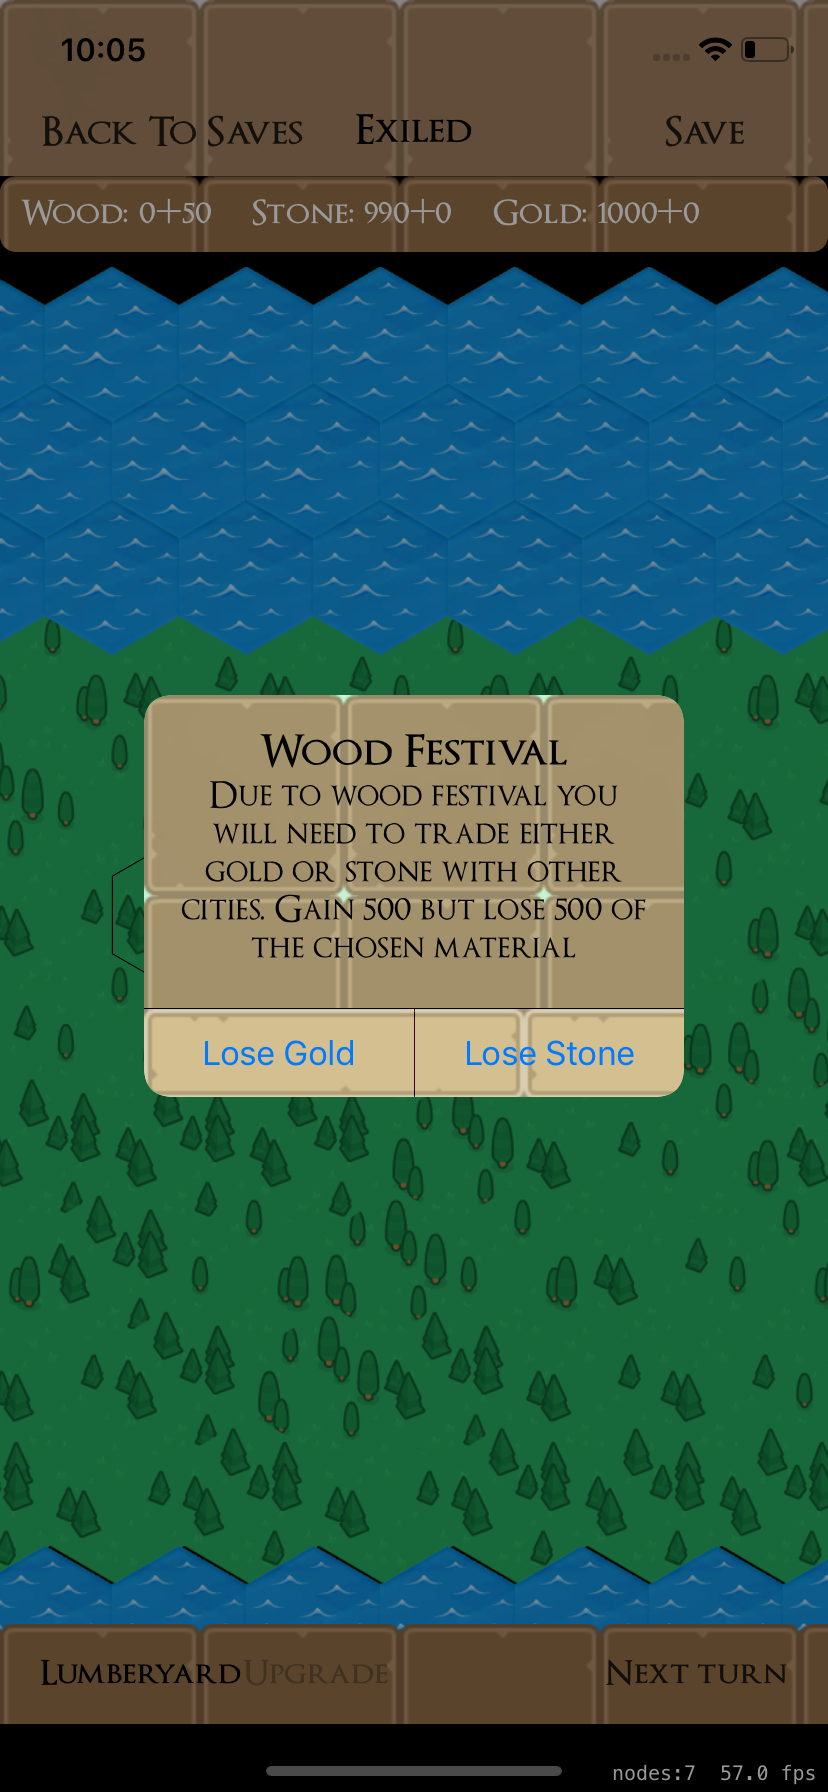 10:05
Back To Saves Exiled Save
Wood: 0+50 Stone: 990+0 Gold: 1000+0
Wood Festival
Due to wood festival you
will need to trade either
gold or stone with other
cities. Gain 500 but lose 500 of
the chosen material
Lose Gold Lose Stone
Lumberyard Upgrade Next turn
nodes:7 57.0 fps